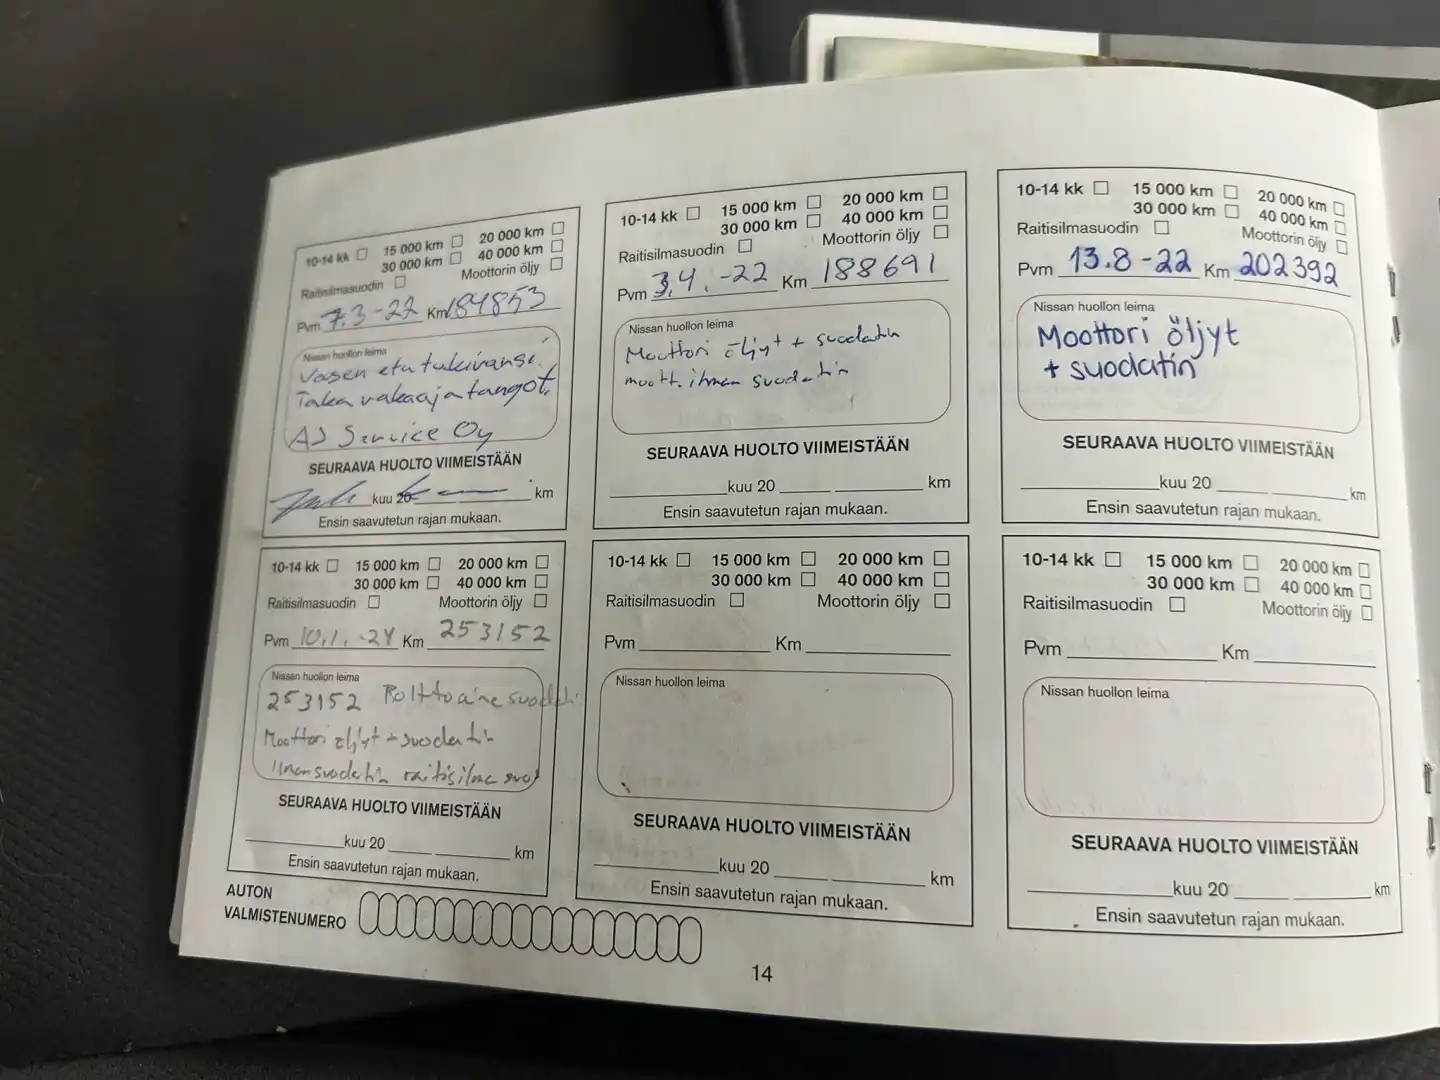 10-14 kk 15 000 km 20 000 km
30 000 km 40 000 km
Raitisilmasuodin Moottorin öljy
Pvm 7.3-22 Km 184853
Nissan huollon leima
Vasen etu tukivarsi.
Taka vakaajatangot.
AJ Service Oy
SEURAAVA HUOLTO VIIMEISTÄÄN
kuu 20 km
Ensin saavutetun rajan mukaan.
10-14 kk 15 000 km 20 000 km
30 000 km 40 000 km
Raitisilmasuodin Moottorin öljy
Pvm 3.4.-22 Km 188691
Nissan huollon leima
Moottori öljyt + suodatin
moott. ilman suodatin
SEURAAVA HUOLTO VIIMEISTÄÄN
kuu 20 km
Ensin saavutetun rajan mukaan.
10-14 kk 15 000 km 20 000 km
30 000 km 40 000 km
Raitisilmasuodin Moottorin öljy
Pvm 13.8-22 Km 202392
Nissan huollon leima
Moottori öljyt
+ suodatin
SEURAAVA HUOLTO VIIMEISTÄÄN
kuu 20 km
Ensin saavutetun rajan mukaan.
10-14 kk 15 000 km 20 000 km
30 000 km 40 000 km
Raitisilmasuodin Moottorin öljy
Pvm 10.1.-24 Km 253152
Nissan huollon leima
253152 Polttoaine suodatin
Moottori öljyt + suodatin
ilmansuodatin raitisilma suod
SEURAAVA HUOLTO VIIMEISTÄÄN
kuu 20 km
Ensin saavutetun rajan mukaan.
10-14 kk 15 000 km 20 000 km
30 000 km 40 000 km
Raitisilmasuodin Moottorin öljy
Pvm Km
Nissan huollon leima
SEURAAVA HUOLTO VIIMEISTÄÄN
kuu 20 km
Ensin saavutetun rajan mukaan.
10-14 kk 15 000 km 20 000 km
30 000 km 40 000 km
Raitisilmasuodin Moottorin öljy
Pvm Km
Nissan huollon leima
SEURAAVA HUOLTO VIIMEISTÄÄN
kuu 20 km
Ensin saavutetun rajan mukaan.
AUTON
VALMISTENUMERO
14